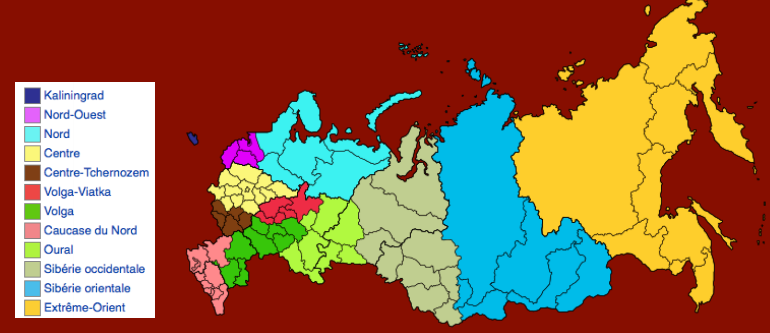 Kaliningrad
Nord-Ouest
Nord
Centre
Centre-Tchernozem
Volga-Viatka
Volga
Caucase du Nord
Oural
Sibérie occidentale
Sibérie orientale
Extrême-Orient